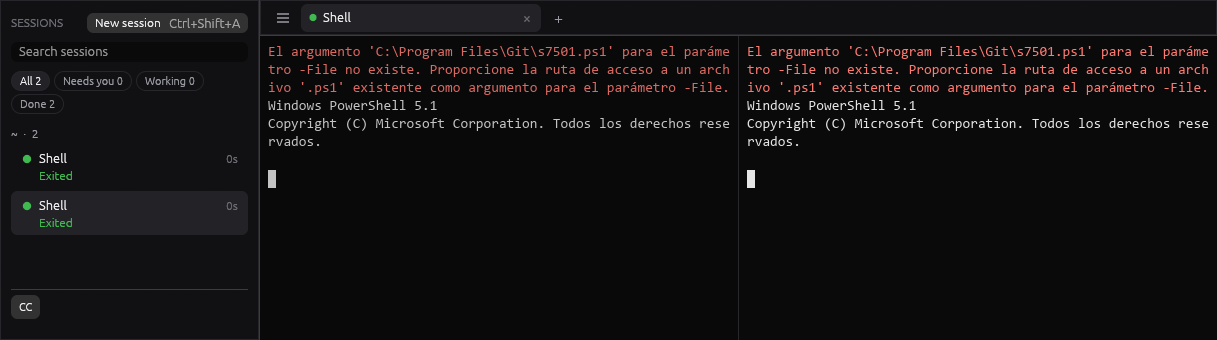 SESSIONS New session Ctrl+Shift+A
Search sessions
All 2 Needs you 0 Working 0
Done 2
~ · 2
Shell 0s
Exited
Shell 0s
Exited
CC
Shell × +
El argumento 'C:\Program Files\Git\s7501.ps1' para el paráme
tro -File no existe. Proporcione la ruta de acceso a un arch
ivo '.ps1' existente como argumento para el parámetro -File.
Windows PowerShell 5.1
Copyright (C) Microsoft Corporation. Todos los derechos rese
rvados.
El argumento 'C:\Program Files\Git\s7501.ps1' para el paráme
tro -File no existe. Proporcione la ruta de acceso a un arch
ivo '.ps1' existente como argumento para el parámetro -File.
Windows PowerShell 5.1
Copyright (C) Microsoft Corporation. Todos los derechos rese
rvados.